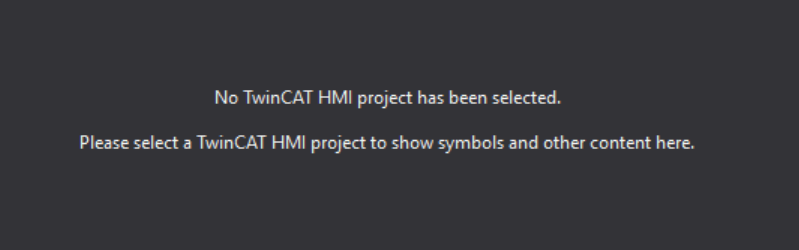 No TwinCAT HMI project has been selected.
Please select a TwinCAT HMI project to show symbols and other content here.